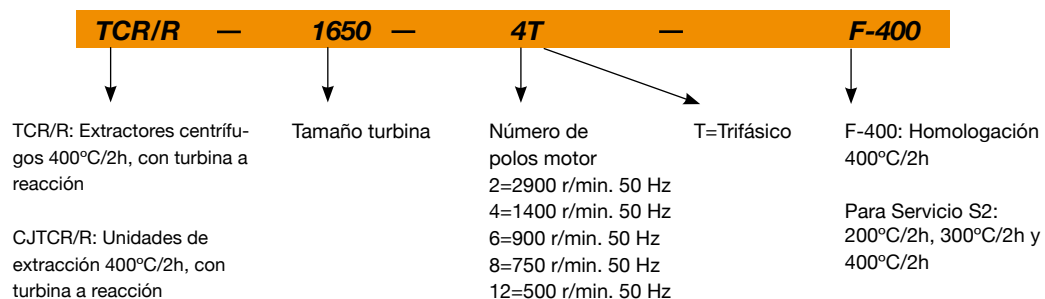 TCR/R — 1650 — 4T — F-400
TCR/R: Extractores centrífu-
gos 400ºC/2h, con turbina a
reacción
CJTCR/R: Unidades de
extracción 400ºC/2h, con
turbina a reacción
Tamaño turbina
Número de
polos motor
2=2900 r/min. 50 Hz
4=1400 r/min. 50 Hz
6=900 r/min. 50 Hz
8=750 r/min. 50 Hz
12=500 r/min. 50 Hz
T=Trifásico
F-400: Homologación
400ºC/2h
Para Servicio S2:
200ºC/2h, 300ºC/2h y
400ºC/2h